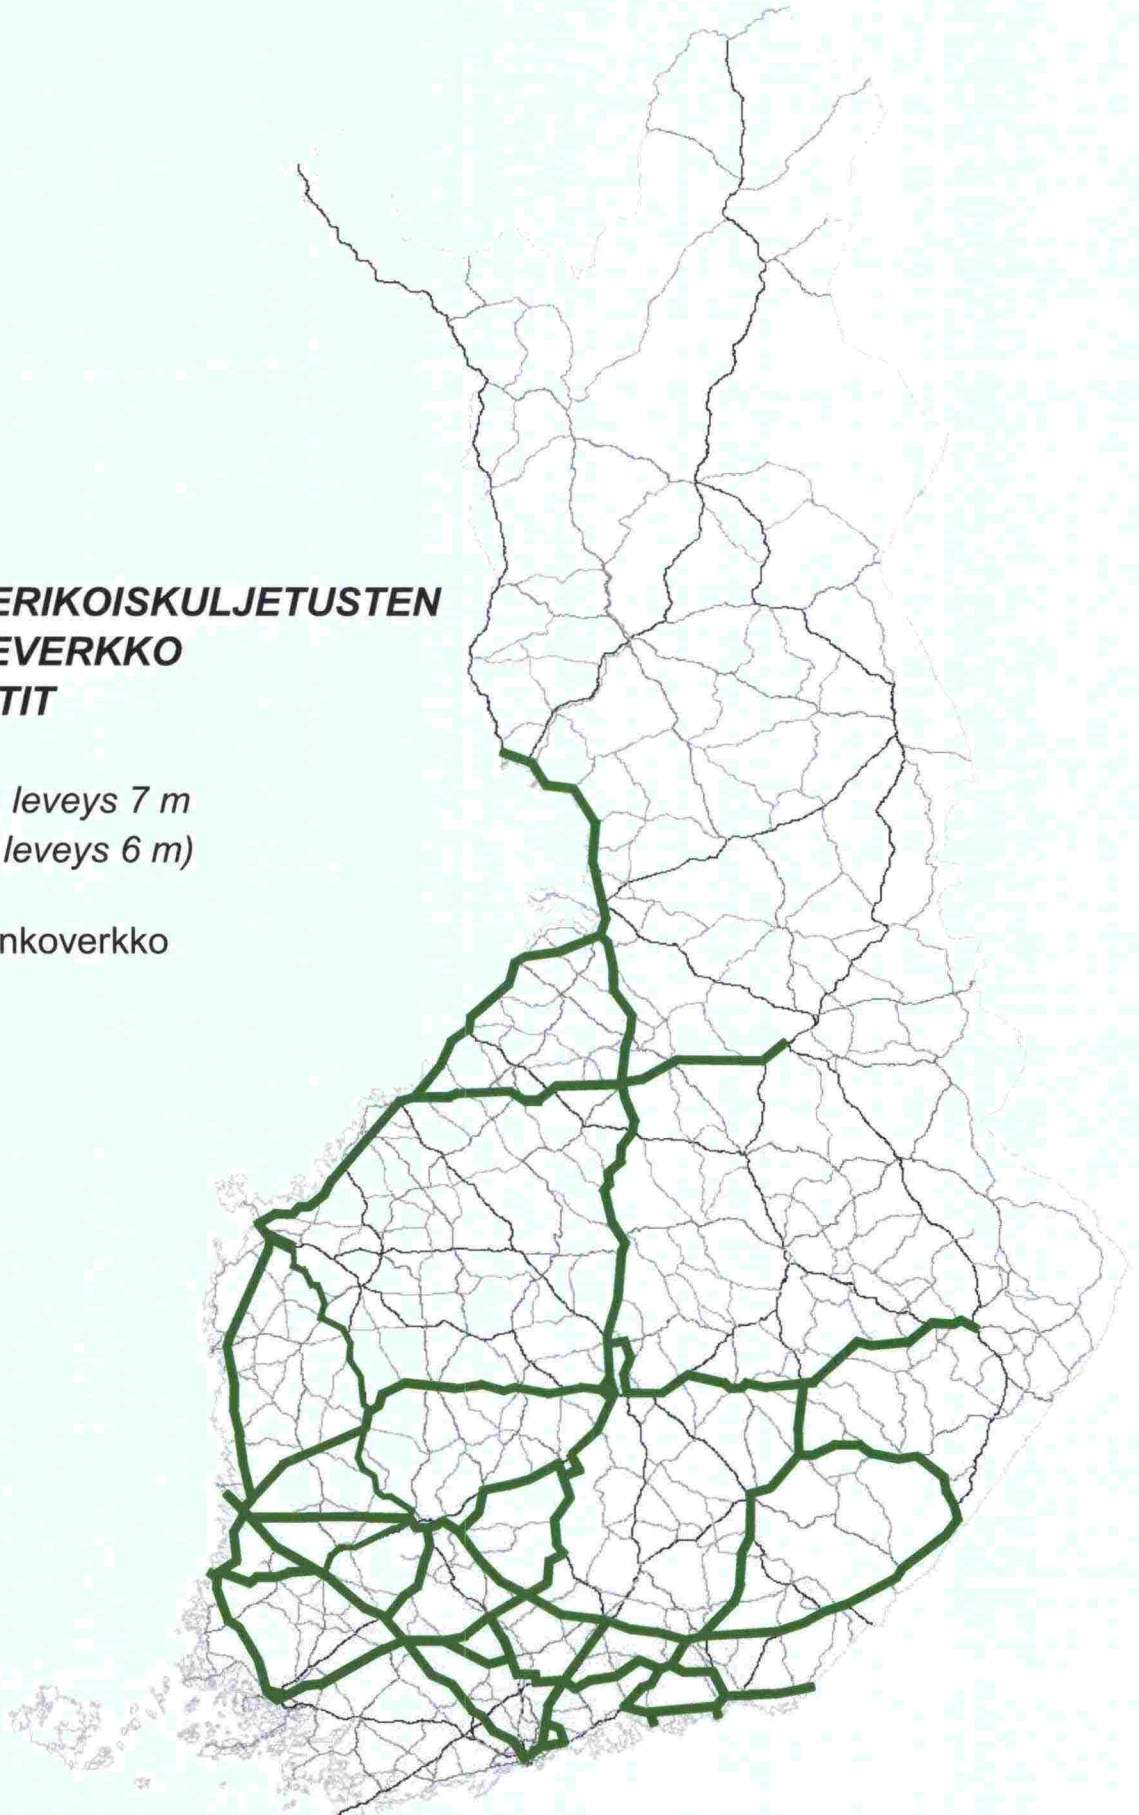 ERIKOISKULJETUSTEN
EVERKKO
TIT
leveys 7 m
leveys 6 m)
nkoverkko